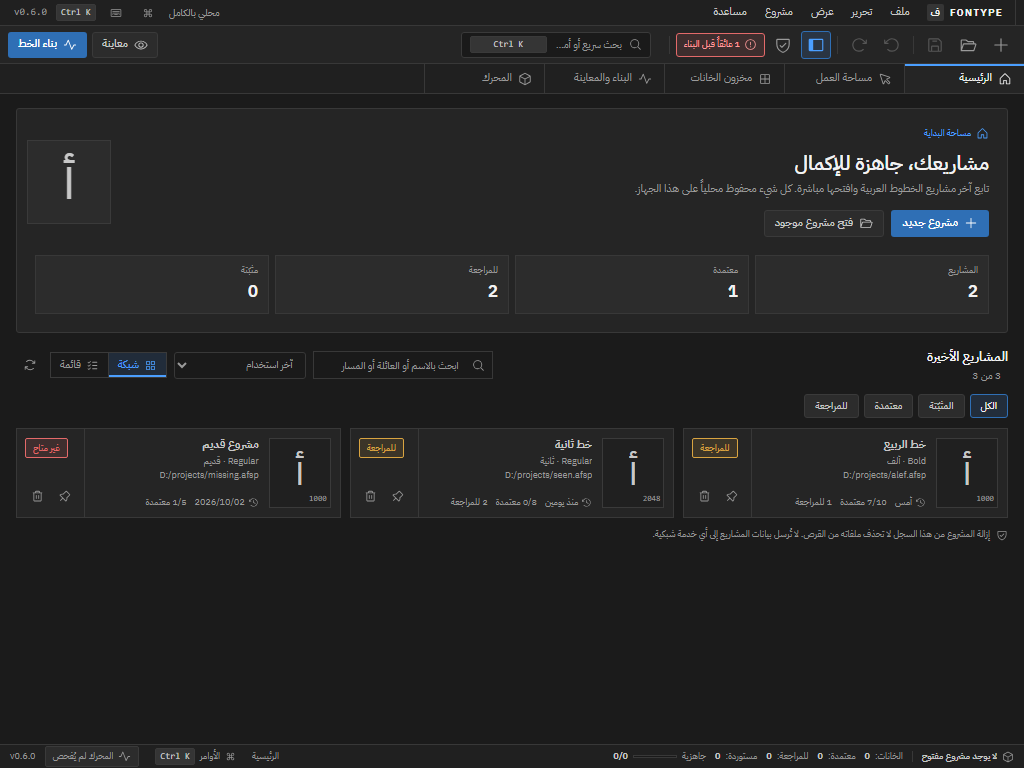 FONTYPE ف ملف تحرير عرض مشروع مساعدة
محلي بالكامل ⌘ Ctrl K v0.6.0
1 عائقاً قبل البناء
بحث سريع أو أمـ... Ctrl K
معاينة
بناء الخط
الرئيسية
مساحة العمل
مخزون الخانات
البناء والمعاينة
المحرك
مساحة البداية
مشاريعك، جاهزة للإكمال
تابع آخر مشاريع الخطوط العربية وافتحها مباشرة. كل شيء محفوظ محلياً على هذا الجهاز.
مشروع جديد
فتح مشروع موجود
أ
المشاريع
2
معتمدة
1
للمراجعة
2
مثبّتة
0
المشاريع الأخيرة
3 من 3
ابحث بالاسم أو العائلة أو المسار
آخر استخدام
شبكة
قائمة
الكل
المثبّتة
معتمدة
للمراجعة
أ
1000
خط الربيع
ألف · Bold
D:/projects/alef.afsp
أمس 7/10 معتمدة 1 للمراجعة
للمراجعة
أ
2048
خط ثانية
ثانية · Regular
D:/projects/seen.afsp
منذ يومين 0/8 معتمدة 2 للمراجعة
للمراجعة
أ
1000
مشروع قديم
قديم · Regular
D:/projects/missing.afsp
2026/10/02 1/5 معتمدة
غير متاح
إزالة المشروع من هذا السجل لا تحذف ملفاته من القرص. لا تُرسل بيانات المشاريع إلى أي خدمة شبكية.
لا يوجد مشروع مفتوح
الخانات: 0 معتمدة: 0 للمراجعة: 0 مستوردة: 0 جاهزية 0/0
الرئيسية
⌘ الأوامر Ctrl K
المحرك لم يُفحص
v0.6.0